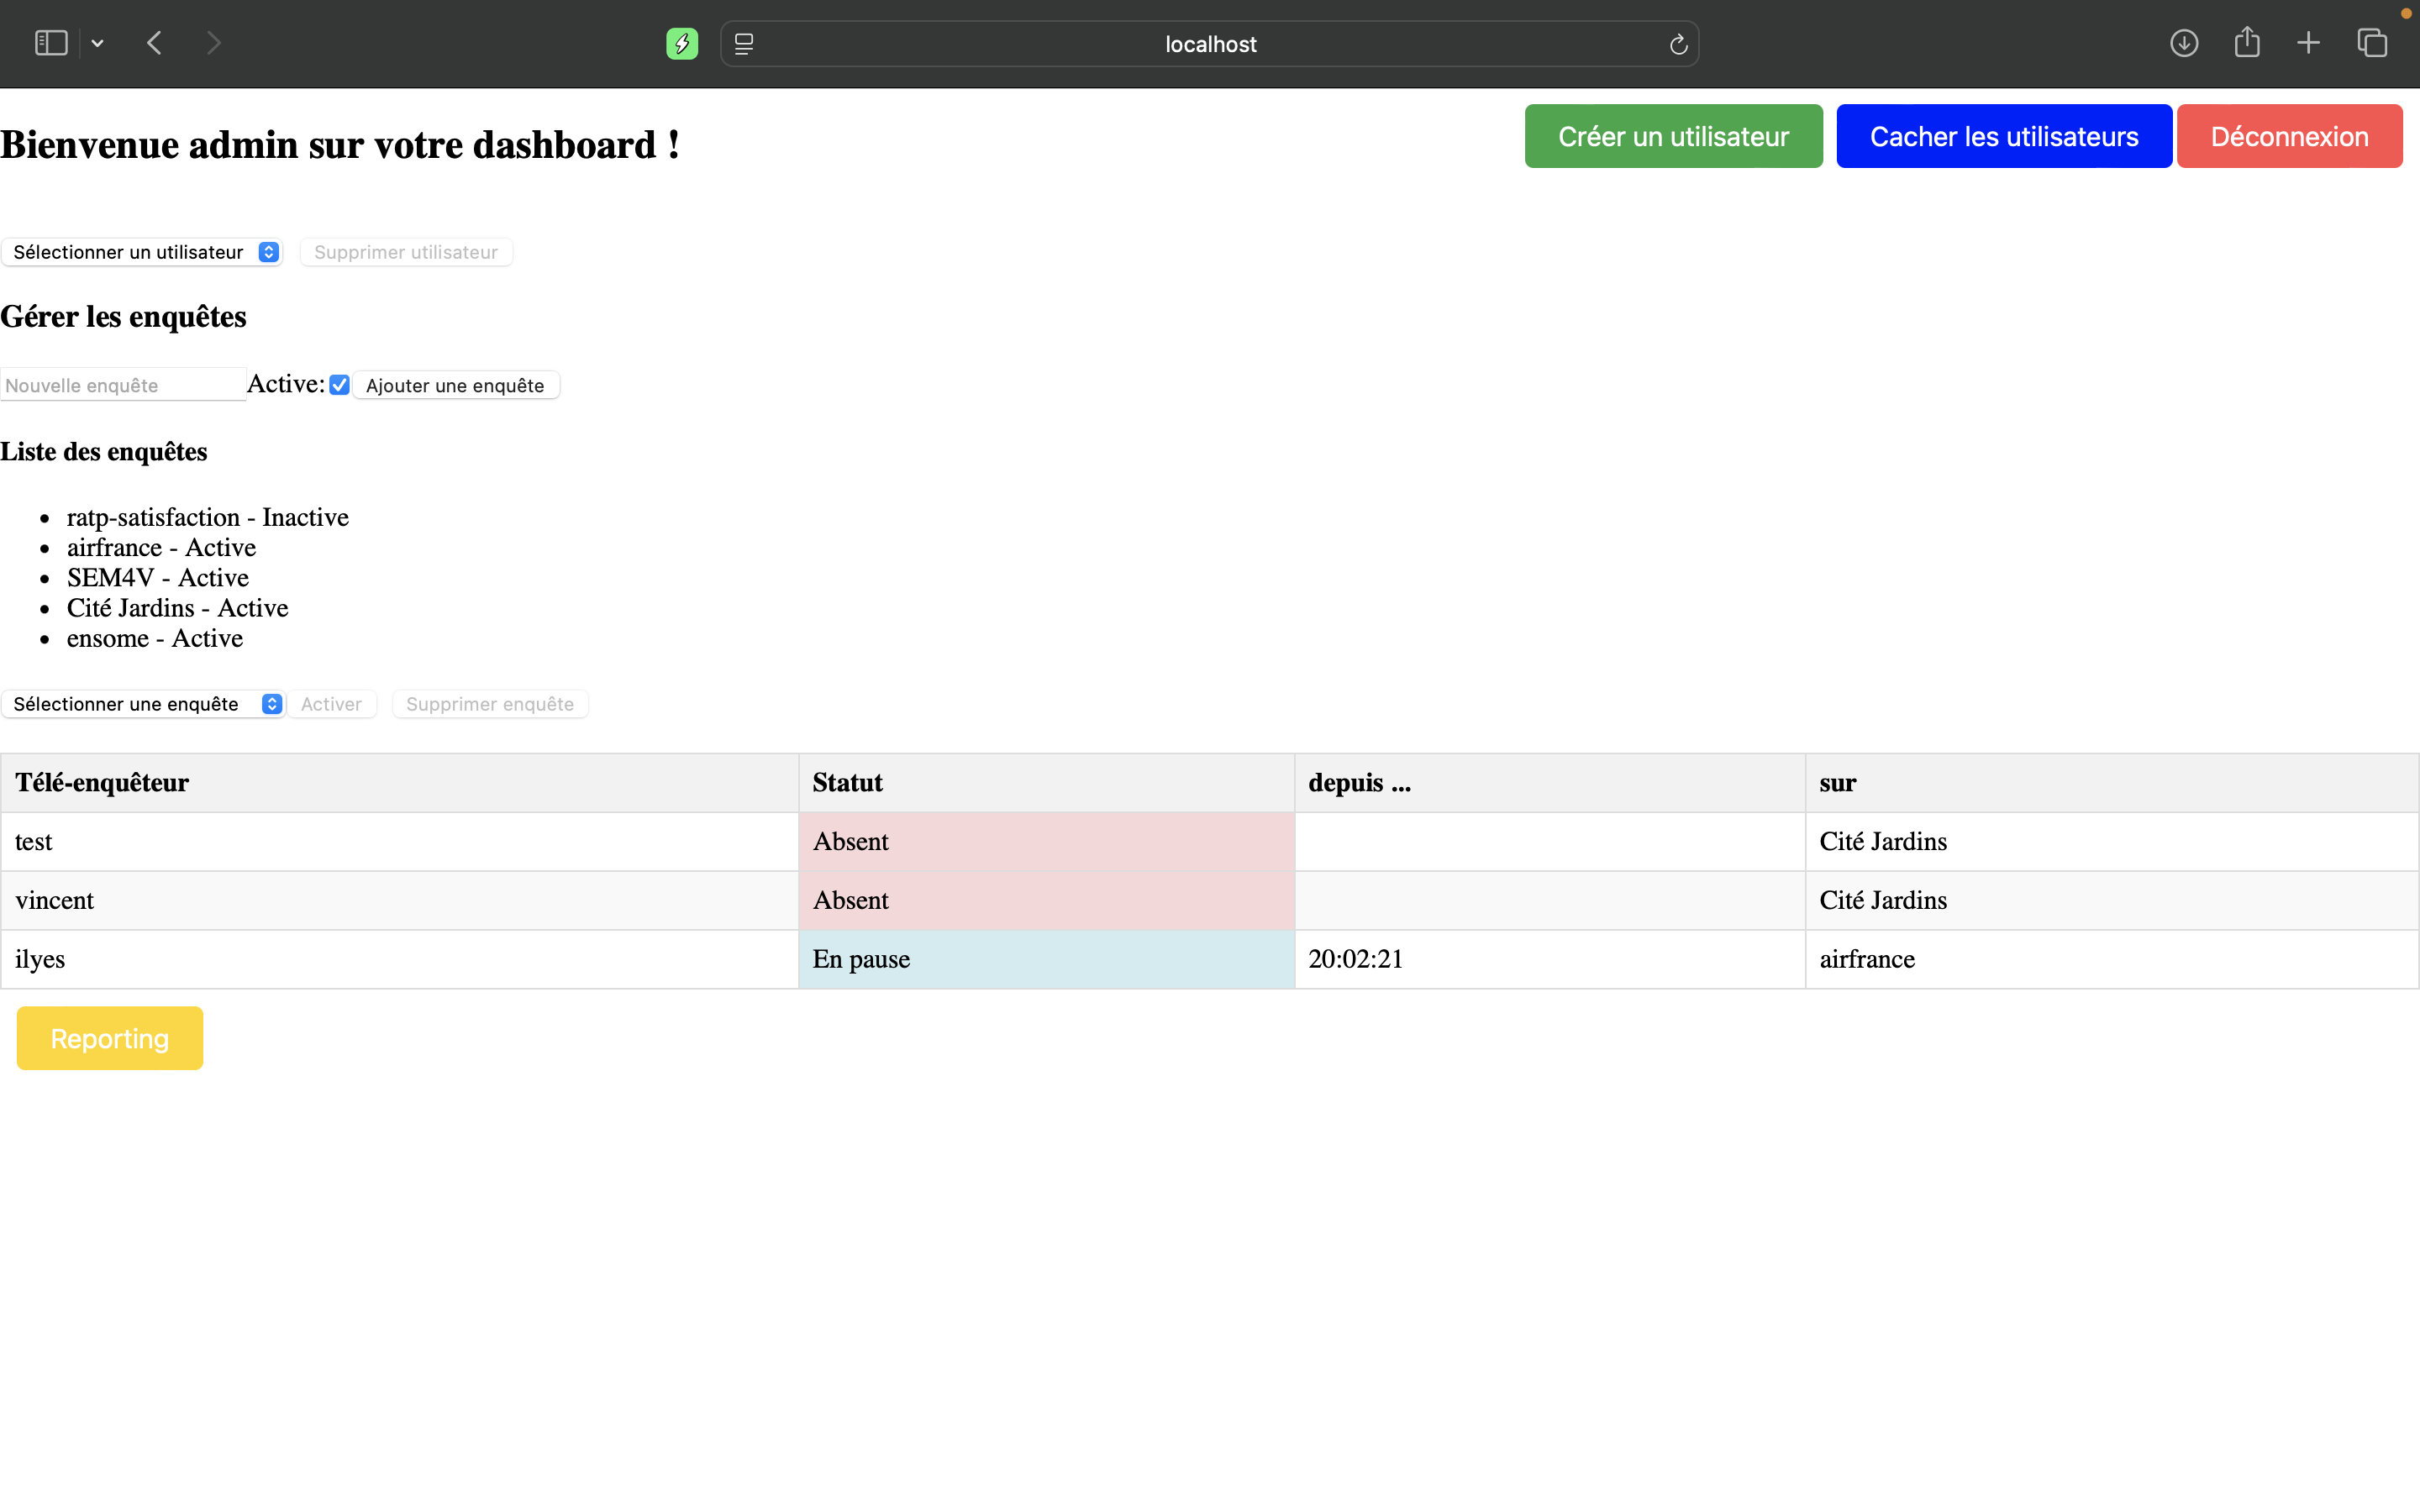 localhost
Bienvenue admin sur votre dashboard !
Créer un utilisateur
Cacher les utilisateurs
Déconnexion
Sélectionner un utilisateur
Supprimer utilisateur
Gérer les enquêtes
Nouvelle enquête
Active:
Ajouter une enquête
Liste des enquêtes
ratp-satisfaction - Inactive
airfrance - Active
SEM4V - Active
Cité Jardins - Active
ensome - Active
Sélectionner une enquête
Activer
Supprimer enquête
Télé-enquêteur Statut depuis ... sur
test Absent Cité Jardins
vincent Absent Cité Jardins
ilyes En pause 20:02:21 airfrance
Reporting